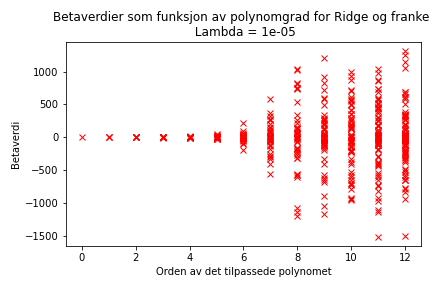 Betaverdier som funksjon av polynomgrad for Ridge og franke
Lambda = 1e-05
1000
500
0
−500
−1000
−1500
Betaverdi
0 2 4 6 8 10 12
Orden av det tilpassede polynomet